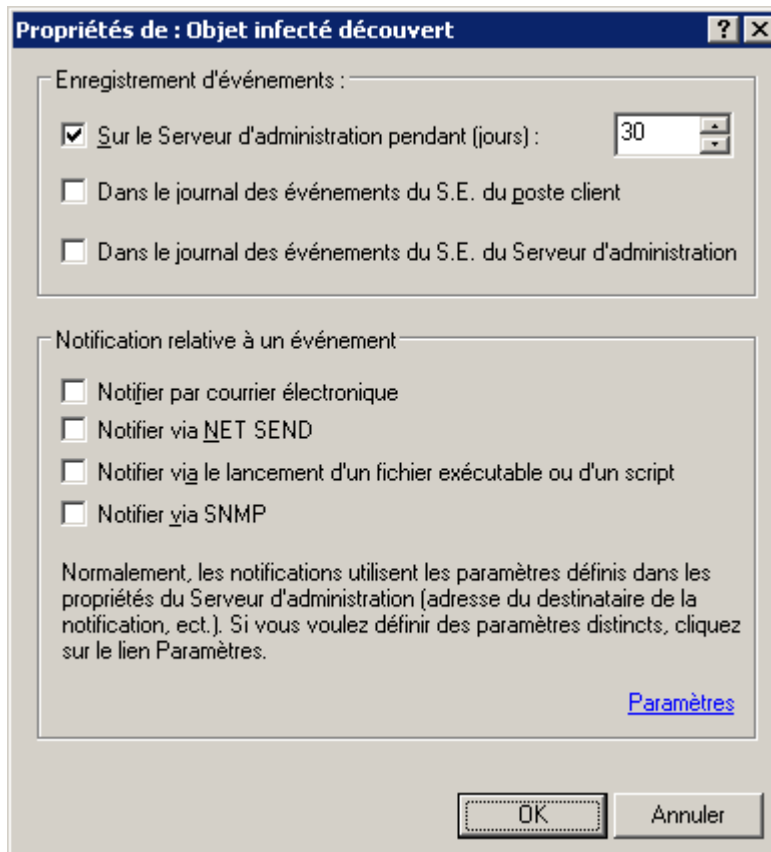 Propriétés de : Objet infecté découvert
Enregistrement d'événements :
Sur le Serveur d'administration pendant (jours) :
30
Dans le journal des événements du S.E. du poste client
Dans le journal des événements du S.E. du Serveur d'administration
Notification relative à un événement
Notifier par courrier électronique
Notifier via NET SEND
Notifier via le lancement d'un fichier exécutable ou d'un script
Notifier via SNMP
Normalement, les notifications utilisent les paramètres définis dans les
propriétés du Serveur d'administration (adresse du destinataire de la
notification, ect.). Si vous voulez définir des paramètres distincts, cliquez
sur le lien Paramètres.
Paramètres
OK
Annuler